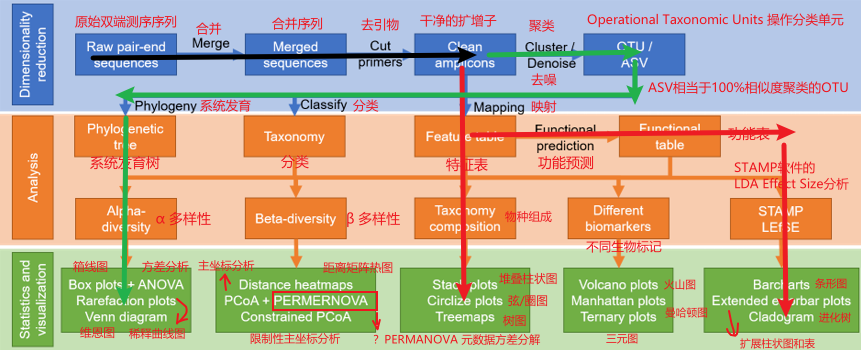 原始双端测序序列
合并
合并序列
去引物
干净的扩增子
聚类
Operational Taxonomic Units 操作分类单元
Dimensionality
reduction
Raw pair-end
sequences
Merge
Merged
sequences
Cut
primers
Clean
amplicons
Cluster /
Denoise
去噪
OTU /
ASV
ASV相当于100%相似度聚类的OTU
Phylogeny 系统发育
Classify 分类
Mapping 映射
Analysis
Phylogenetic
tree
系统发育树
Taxonomy
分类
Feature table
特征表
Functional
prediction
功能预测
Functional
table
功能表
STAMP软件的
LDA Effect Size分析
Alpha-
diversity
α 多样性
Beta-diversity
β 多样性
Taxonomy
composition
物种组成
Different
biomarkers
不同生物标记
STAMP
LEfSE
Statistics and
visualization
箱线图
方差分析
Box plots + ANOVA
Rarefaction plots
Venn diagram
维恩图
稀释曲线图
主坐标分析
距离矩阵热图
Distance heatmaps
PCoA + PERMERNOVA
Constrained PCoA
限制性主坐标分析
? PERMANOVA 元数据方差分解
Stack plots
堆叠柱状图
Circlize plots
弦/圈图
Treemaps
树图
Volcano plots
火山图
Manhattan plots
曼哈顿图
Ternary plots
三元图
Barcharts
条形图
Extended errorbar plots
Cladogram
进化树
扩展柱状图和表